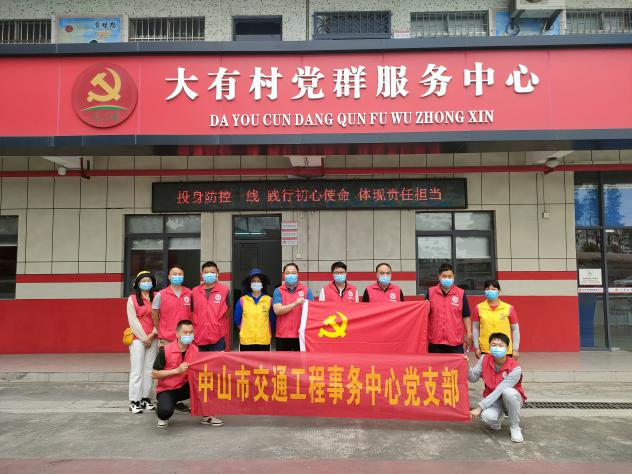 大有村党群服务中心
DA YOU CUN DANG QUN FU WU ZHONG XIN
投身防控一线 践行初心使命 体现责任担当
中山市交通工程事务中心党支部